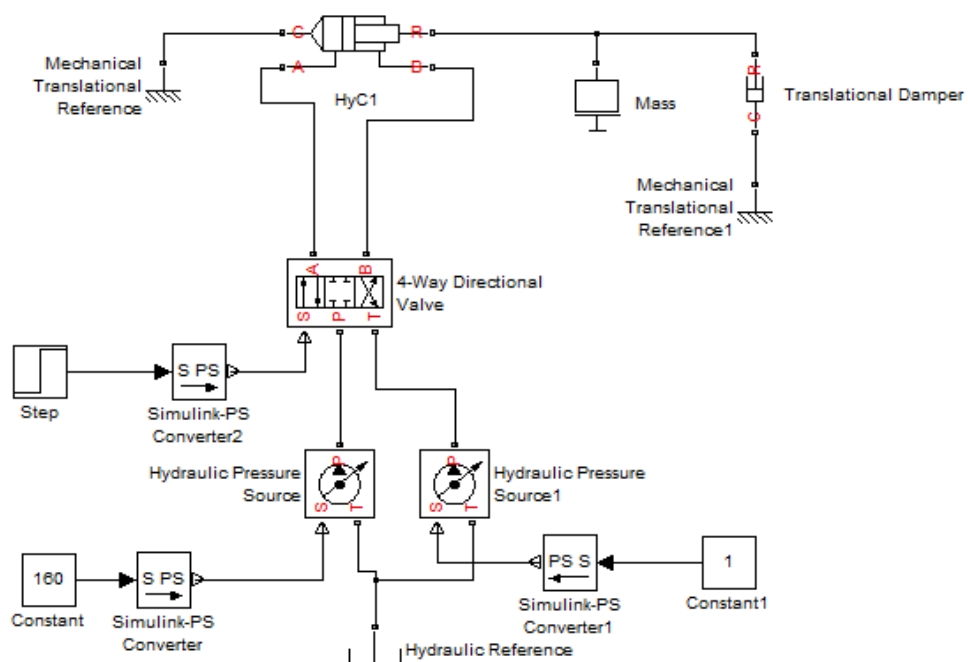 C
R
A
B
HyC1
Mechanical
Translational
Reference
Mass
R
C
Translational Damper
Mechanical
Translational
Reference1
A
B
S
P
T
4-Way Directional
Valve
Step
S PS
Simulink-PS
Converter2
Hydraulic Pressure
Source
P
S
T
P
S
T
Hydraulic Pressure
Source1
160
Constant
S PS
Simulink-PS
Converter
PS S
Simulink-PS
Converter1
1
Constant1
Hydraulic Reference